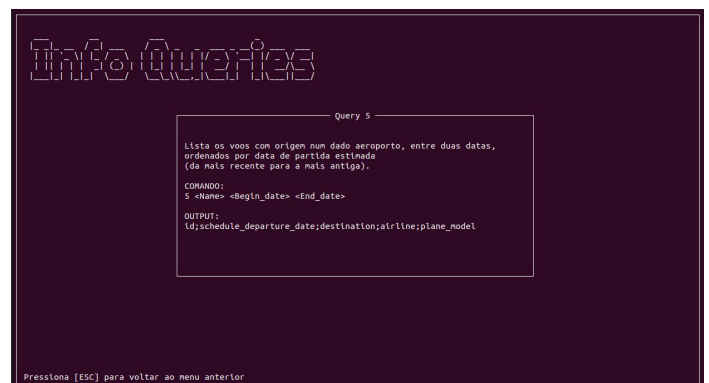 Info Queries
Query 5
Lista os voos com origem num dado aeroporto, entre duas datas,
ordenados por data de partida estimada
(da mais recente para a mais antiga).
COMANDO:
5 <Name> <Begin_date> <End_date>
OUTPUT:
id;schedule_departure_date;destination;airline;plane_model
Pressiona [ESC] para voltar ao menu anterior